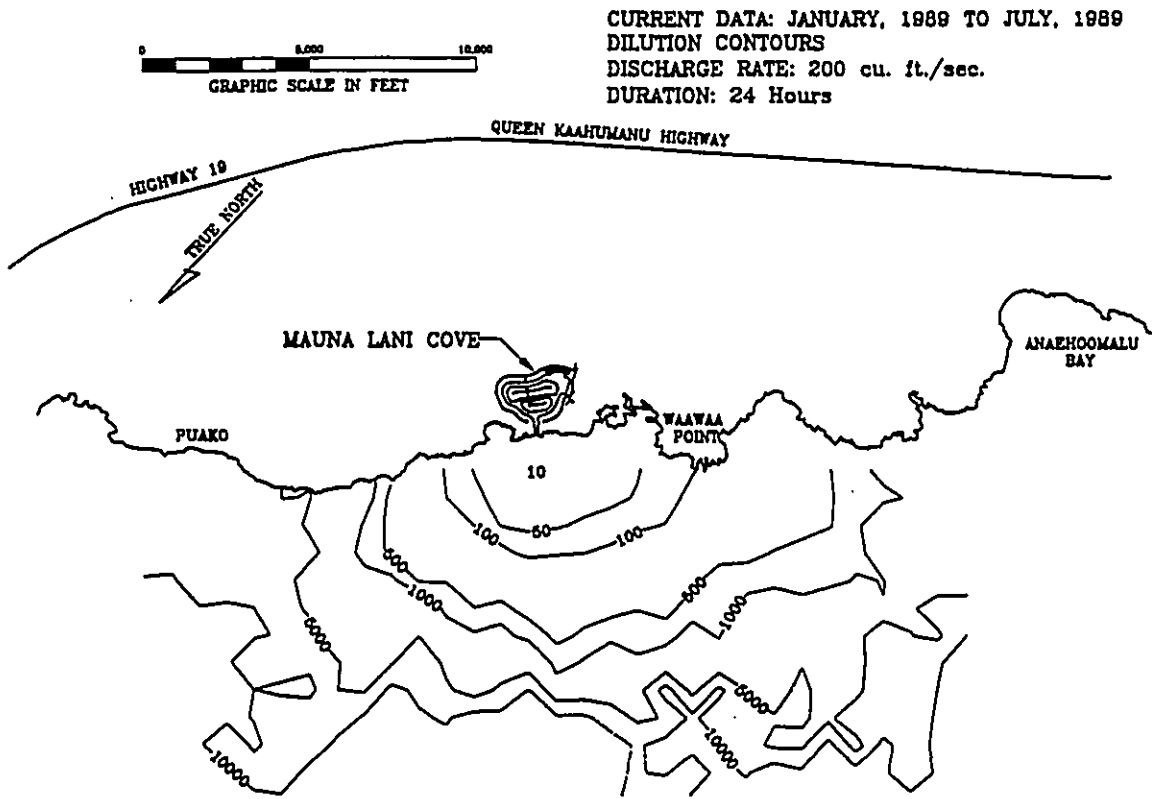 CURRENT DATA: JANUARY, 1989 TO JULY, 1989
DILUTION CONTOURS
DISCHARGE RATE: 200 cu. ft./sec.
DURATION: 24 Hours
0 5,000 10,000
GRAPHIC SCALE IN FEET
QUEEN KAAHUMANU HIGHWAY
HIGHWAY 19
TRUE NORTH
MAUNA LANI COVE
ANAEHOOMALU
BAY
PUAKO
WAAWAA
POINT
10
100 50 100
500 500
1000 1000
5000 5000
10000 10000